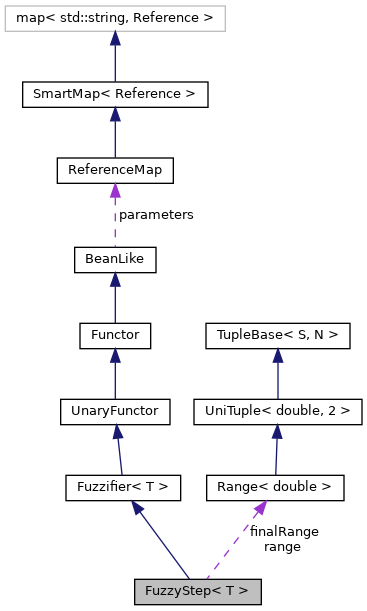 map< std::string, Reference >
SmartMap< Reference >
ReferenceMap
parameters
BeanLike
Functor
TupleBase< S, N >
UnaryFunctor
UniTuple< double, 2 >
Fuzzifier< T >
Range< double >
finalRange
range
FuzzyStep< T >